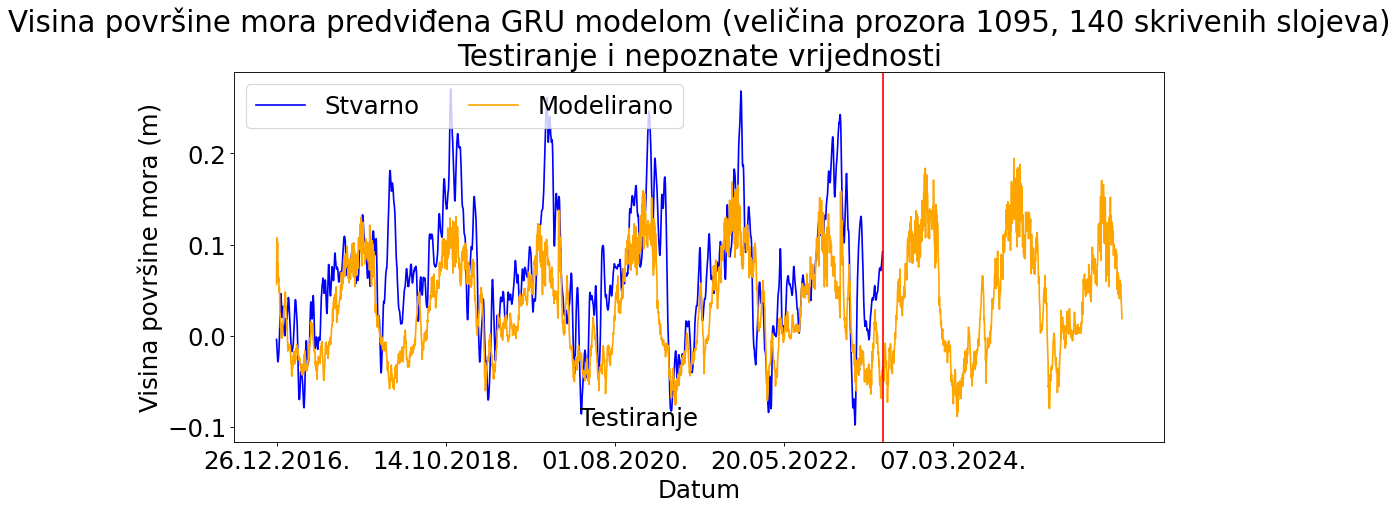 Visina površine mora predviđena GRU modelom (veličina prozora 1095, 140 skrivenih slojeva)
Testiranje i nepoznate vrijednosti
Stvarno
Modelirano
Visina površine mora (m)
0.2
0.1
0.0
−0.1
Testiranje
26.12.2016.
14.10.2018.
01.08.2020.
20.05.2022.
07.03.2024.
Datum